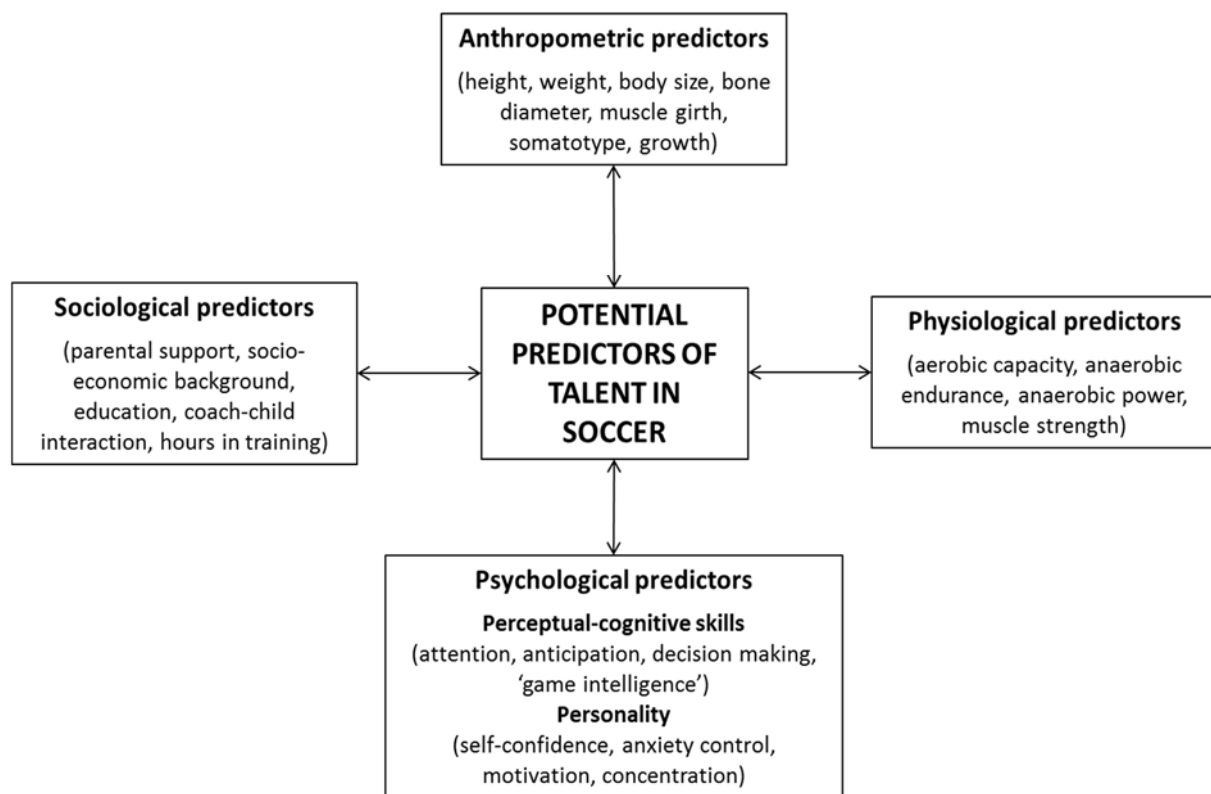 Anthropometric predictors
(height, weight, body size, bone
diameter, muscle girth,
somatotype, growth)
Sociological predictors
(parental support, socio-
economic background,
education, coach-child
interaction, hours in training)
POTENTIAL
PREDICTORS OF
TALENT IN
SOCCER
Physiological predictors
(aerobic capacity, anaerobic
endurance, anaerobic power,
muscle strength)
Psychological predictors
Perceptual-cognitive skills
(attention, anticipation, decision making,
‘game intelligence’)
Personality
(self-confidence, anxiety control,
motivation, concentration)